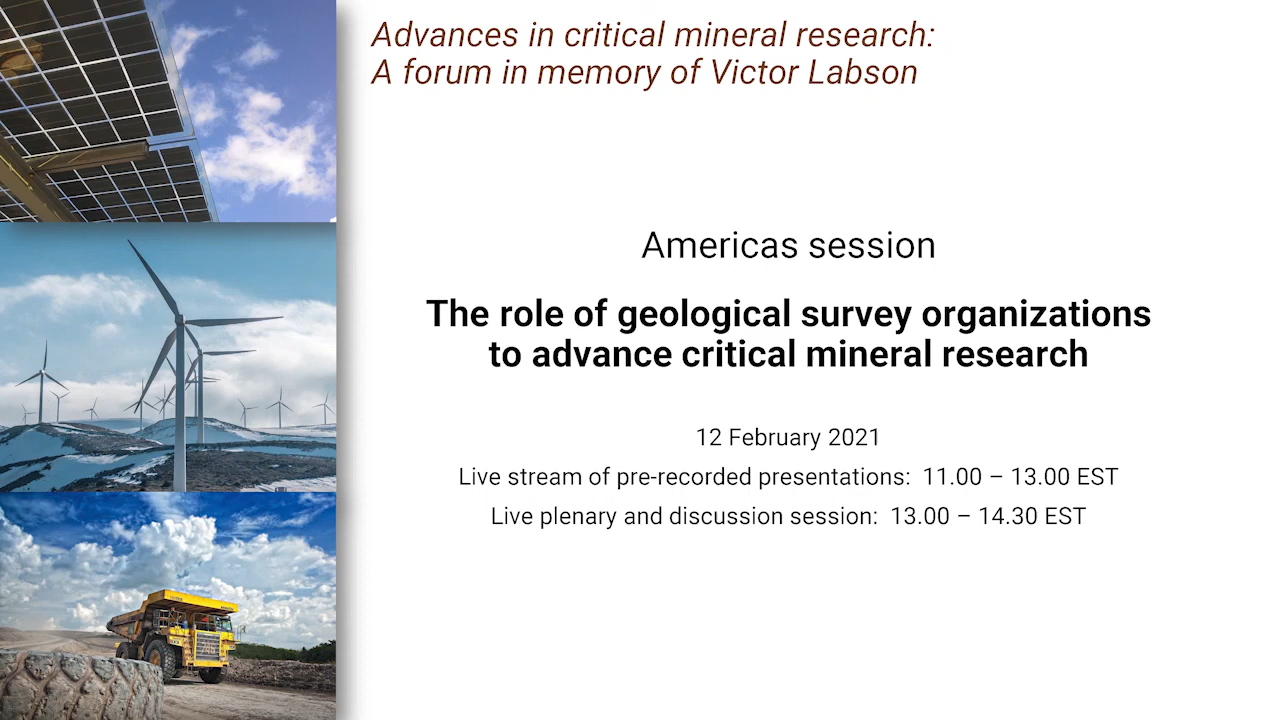 Advances in critical mineral research:
A forum in memory of Victor Labson
Americas session
The role of geological survey organizations
to advance critical mineral research
12 February 2021
Live stream of pre-recorded presentations:  11.00 – 13.00 EST
Live plenary and discussion session:  13.00 – 14.30 EST